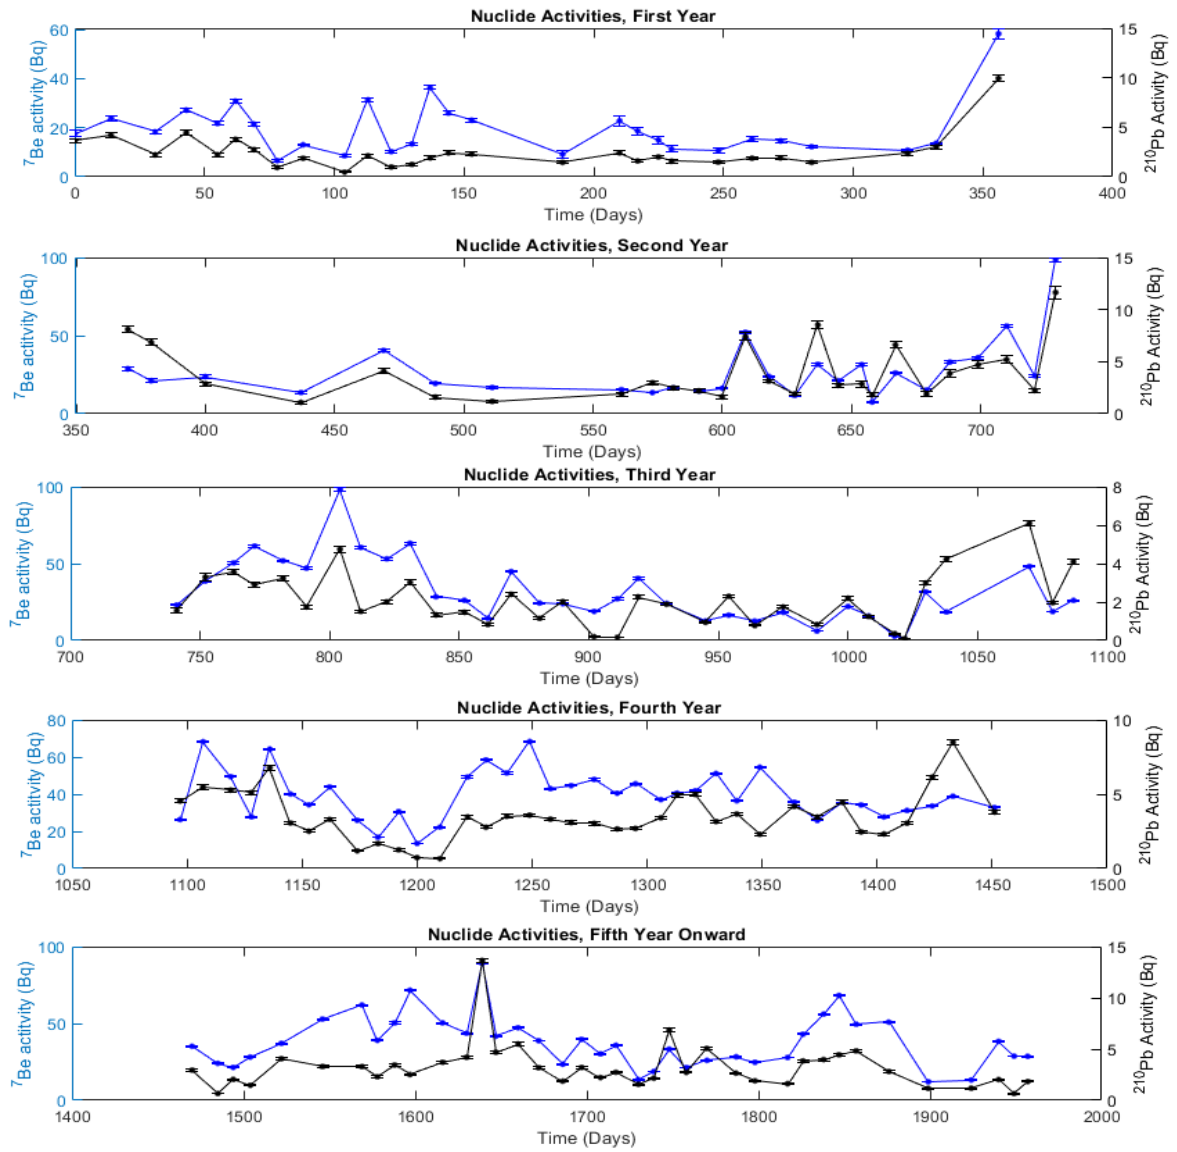 Nuclide Activities, First Year
60
40
20
0
15
10
5
0
7Be actitvity (Bq)
210Pb Activity (Bq)
0 50 100 150 200 250 300 350 400
Time (Days)
Nuclide Activities, Second Year
100
50
0
15
10
5
0
7Be actitvity (Bq)
210Pb Activity (Bq)
350 400 450 500 550 600 650 700
Time (Days)
Nuclide Activities, Third Year
100
50
0
8
6
4
2
0
7Be actitvity (Bq)
210Pb Activity (Bq)
700 750 800 850 900 950 1000 1050 1100
Time (Days)
Nuclide Activities, Fourth Year
80
60
40
20
0
10
5
0
7Be actitvity (Bq)
210Pb Activity (Bq)
1050 1100 1150 1200 1250 1300 1350 1400 1450 1500
Time (Days)
Nuclide Activities, Fifth Year Onward
100
50
0
15
10
5
0
7Be actitvity (Bq)
210Pb Activity (Bq)
1400 1500 1600 1700 1800 1900 2000
Time (Days)